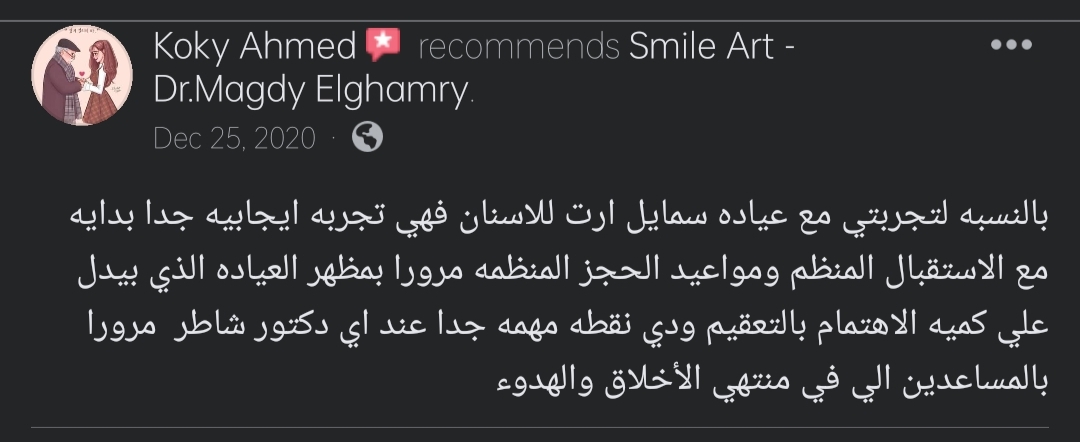 Koky Ahmed recommends Smile Art -
Dr.Magdy Elghamry.
Dec 25, 2020 ·
بالنسبه لتجربتي مع عياده سمايل ارت للاسنان فهي تجربه ايجابيه جدا بدايه
مع الاستقبال المنظم ومواعيد الحجز المنظمه مرورا بمظهر العياده الذي بيدل
علي كميه الاهتمام بالتعقيم ودي نقطه مهمه جدا عند اي دكتور شاطر  مرورا
بالمساعدين الي في منتهي الأخلاق والهدوء